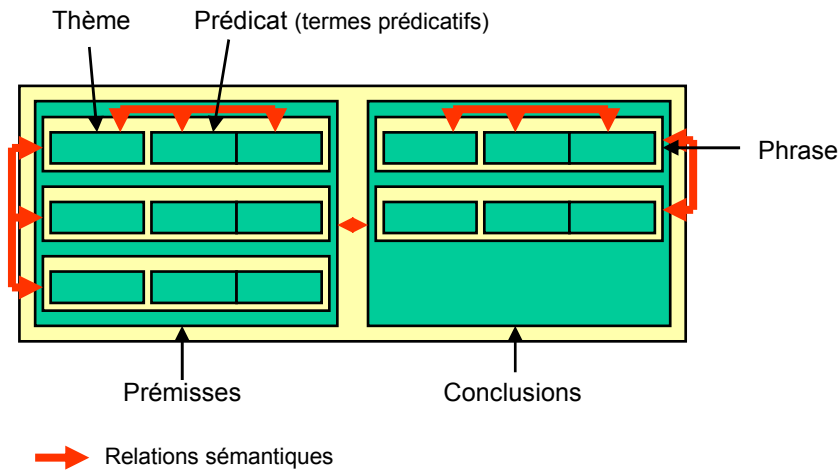 Thème
Prédicat (termes prédicatifs)
Phrase
Prémisses
Conclusions
Relations sémantiques